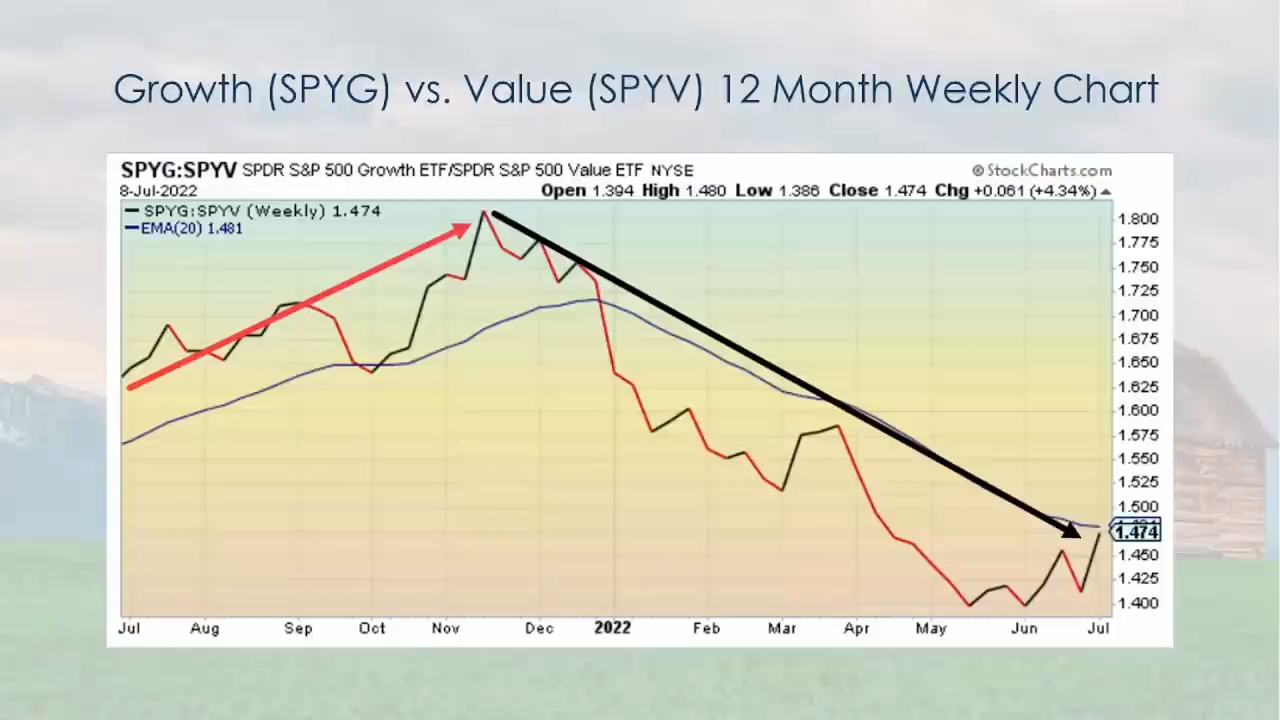 Growth (SPYG) vs. Value (SPYV) 12 Month Weekly Chart
SPYG:SPYV SPDR S&P 500 Growth ETF/SPDR S&P 500 Value ETF NYSE
© StockCharts.com
8-Jul-2022
Open 1.394 High 1.480 Low 1.386 Close 1.474 Chg +0.061 (+4.34%)
SPYG:SPYV (Weekly) 1.474
EMA(20) 1.481
1.800
1.775
1.750
1.725
1.700
1.675
1.650
1.625
1.600
1.575
1.550
1.525
1.500
1.474
1.450
1.425
1.400
Jul Aug Sep Oct Nov Dec 2022 Feb Mar Apr May Jun Jul